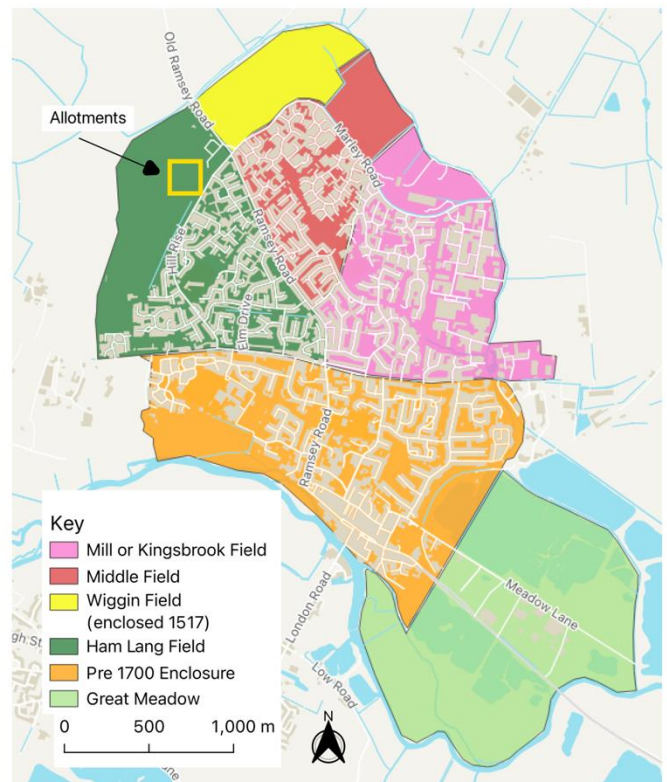 Old Ramsey Road
Allotments
Marley Road
Hill Rise
Ramsey Road
Elm Drive
Ramsey Road
Key
Mill or Kingsbrook Field
Middle Field
Wiggin Field
(enclosed 1517)
Ham Lang Field
Pre 1700 Enclosure
Great Meadow
0 500 1,000 m
N
London Road
Low Road
Meadow Lane
gh St